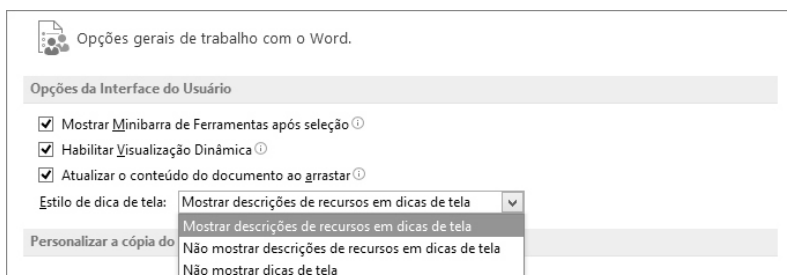 Opções gerais de trabalho com o Word.
Opções da Interface do Usuário
Mostrar Minibarra de Ferramentas após seleção
Habilitar Visualização Dinâmica
Atualizar o conteúdo do documento ao arrastar
Estilo de dica de tela: Mostrar descrições de recursos em dicas de tela
Mostrar descrições de recursos em dicas de tela
Personalizar a cópia do
Não mostrar descrições de recursos em dicas de tela
Não mostrar dicas de tela